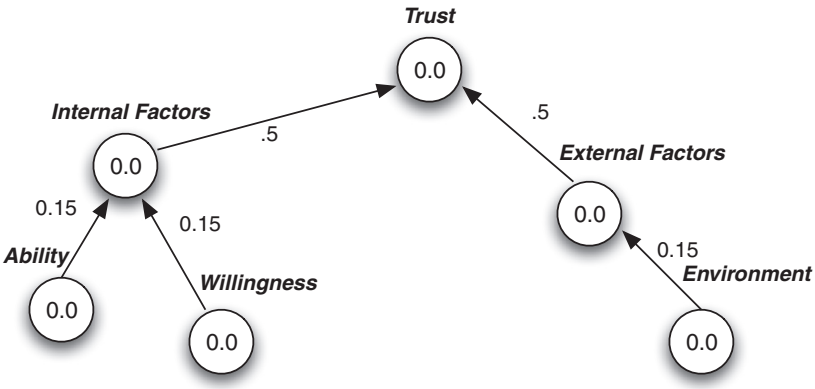 Trust
0.0
Internal Factors
.5
.5
External Factors
0.0
0.0
0.15
0.15
0.15
Ability
Willingness
Environment
0.0
0.0
0.0